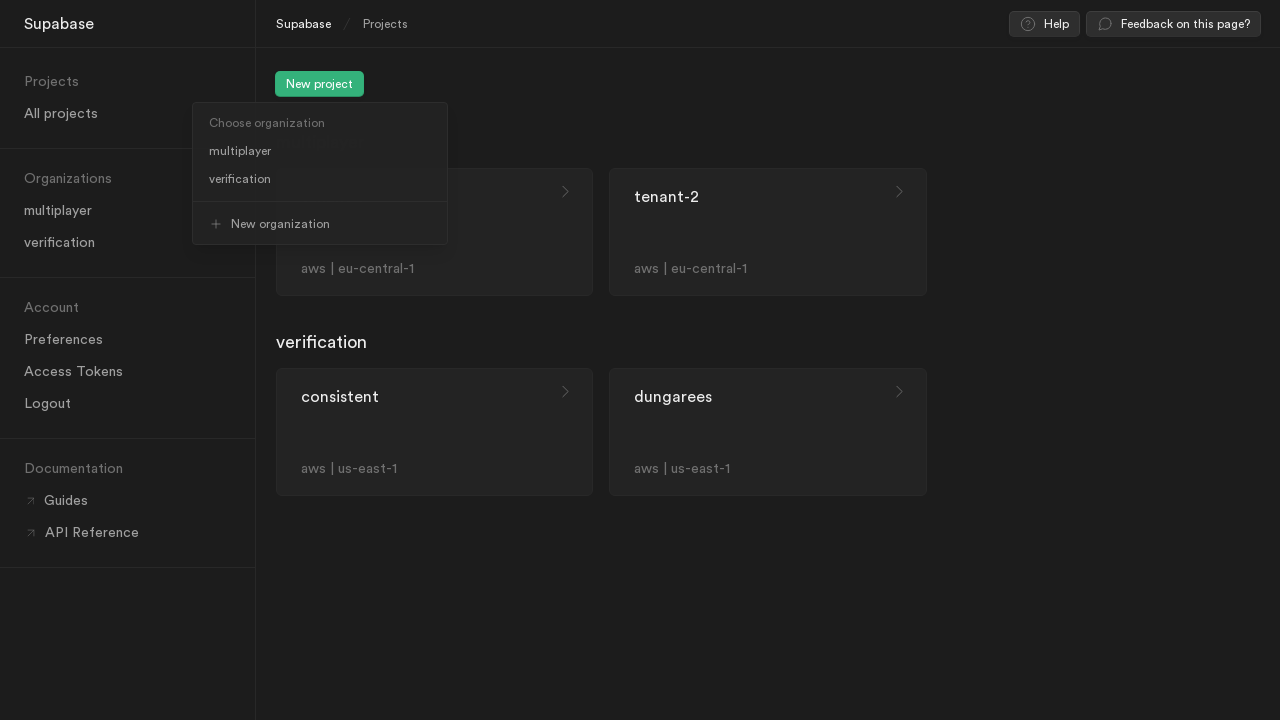 Supabase
Projects
All projects
Organizations
multiplayer
verification
Account
Preferences
Access Tokens
Logout
Documentation
Guides
API Reference
Supabase / Projects
Help
Feedback on this page?
New project
Choose organization
multiplayer
verification
New organization
aws | eu-central-1
tenant-2
aws | eu-central-1
verification
consistent
aws | us-east-1
dungarees
aws | us-east-1